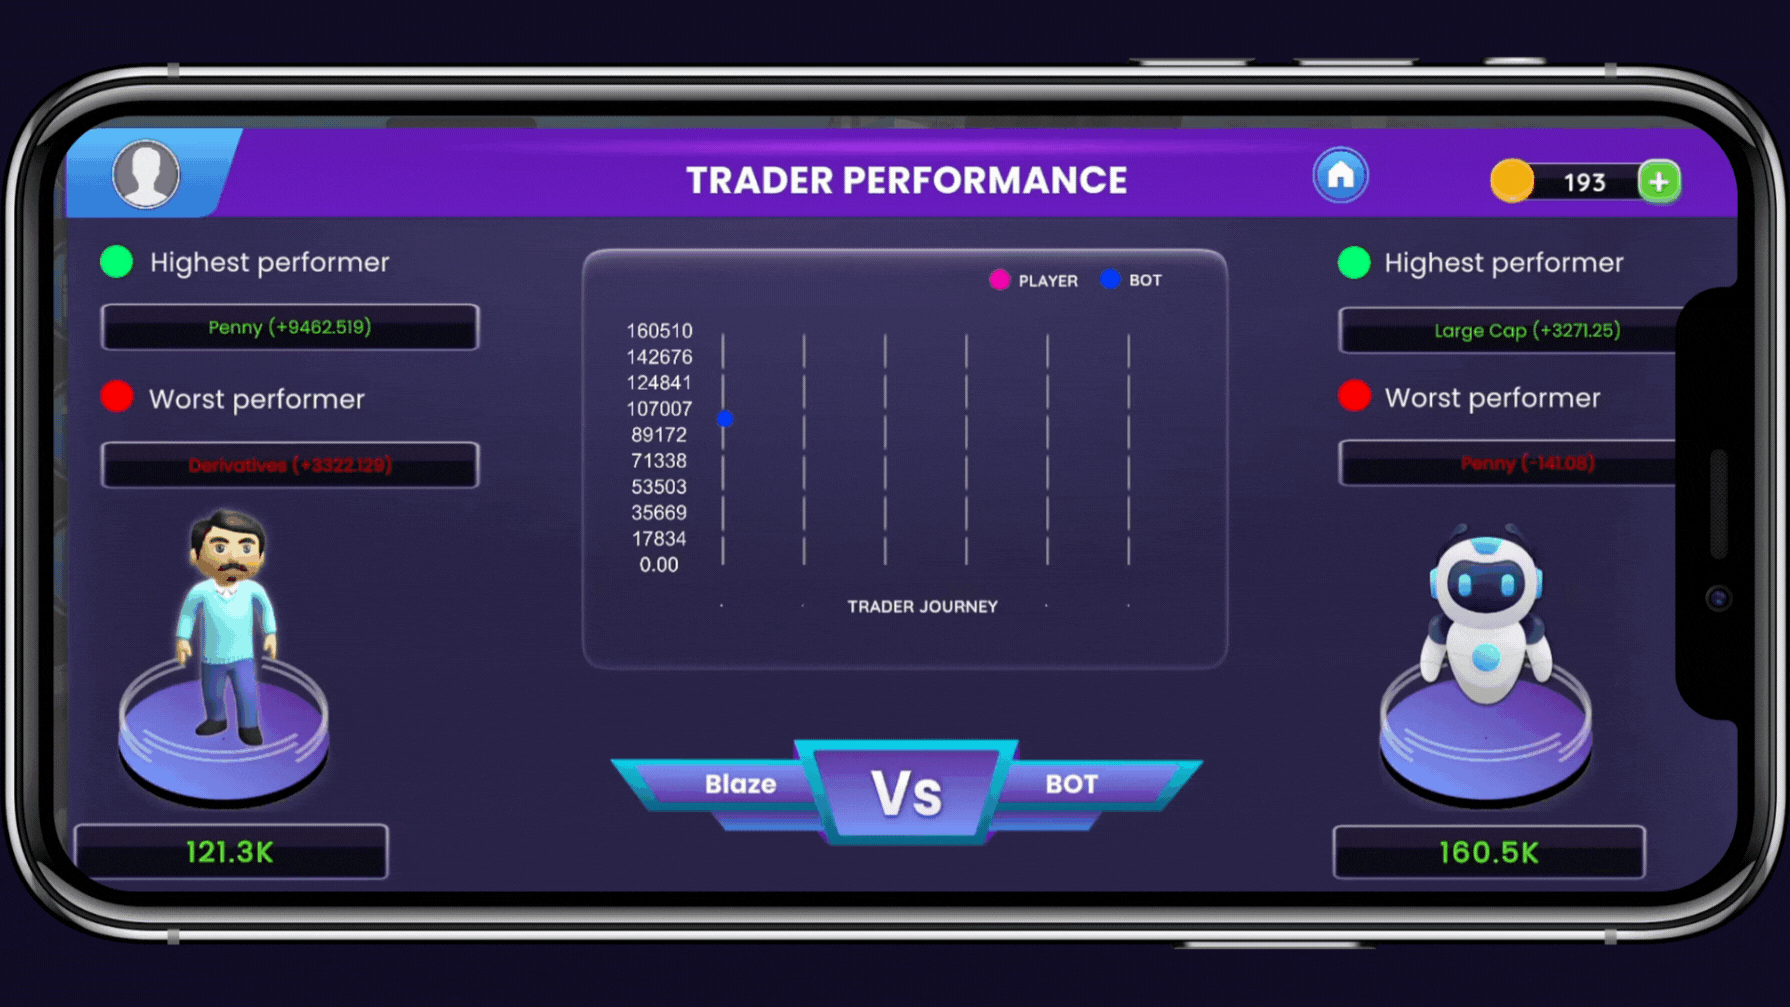 TRADER PERFORMANCE
193
Highest performer
Penny (+9462.519)
Worst performer
Derivatives (+3322.129)
121.3K
PLAYER BOT
160510
142676
124841
107007
89172
71338
53503
35669
17834
0.00
TRADER JOURNEY
Blaze Vs BOT
Highest performer
Large Cap (+3271.25)
Worst performer
Penny (-141.08)
160.5K